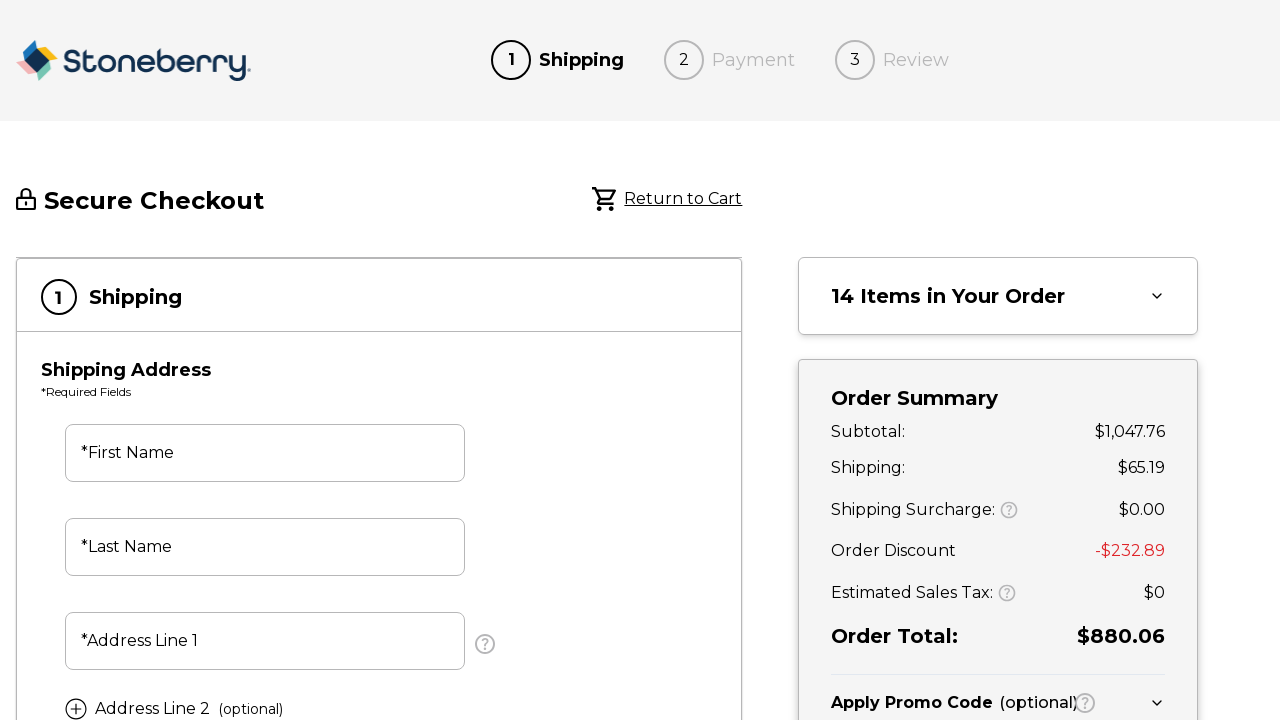 Stoneberry.
1 Shipping
2 Payment
3 Review
Secure Checkout
Return to Cart
1 Shipping
Shipping Address
*Required Fields
*First Name
*Last Name
*Address Line 1
?
Address Line 2 (optional)
14 Items in Your Order
Order Summary
Subtotal: $1,047.76
Shipping: $65.19
Shipping Surcharge: ? $0.00
Order Discount -$232.89
Estimated Sales Tax: ? $0
Order Total: $880.06
Apply Promo Code (optional) ?